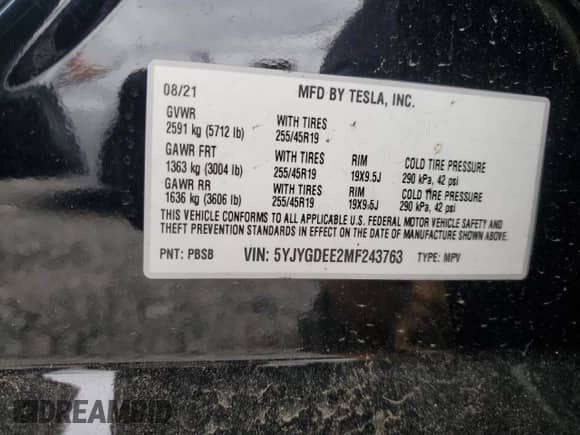 08/21 MFD BY TESLA, INC.
GVWR WITH TIRES
2591 kg (5712 lb) 255/45R19
GAWR FRT WITH TIRES RIM COLD TIRE PRESSURE
1363 kg (3004 lb) 255/45R19 19X9.5J 290 kPa, 42 psi
GAWR RR WITH TIRES RIM COLD TIRE PRESSURE
1636 kg (3606 lb) 255/45R19 19X9.5J 290 kPa, 42 psi
THIS VEHICLE CONFORMS TO ALL APPLICABLE U.S. FEDERAL MOTOR VEHICLE SAFETY AND
THEFT PREVENTION STANDARDS IN EFFECT ON THE DATE OF MANUFACTURE SHOWN ABOVE.
PNT: PBSB VIN: 5YJYGDEE2MF243763 TYPE: MPV
DREAMBID